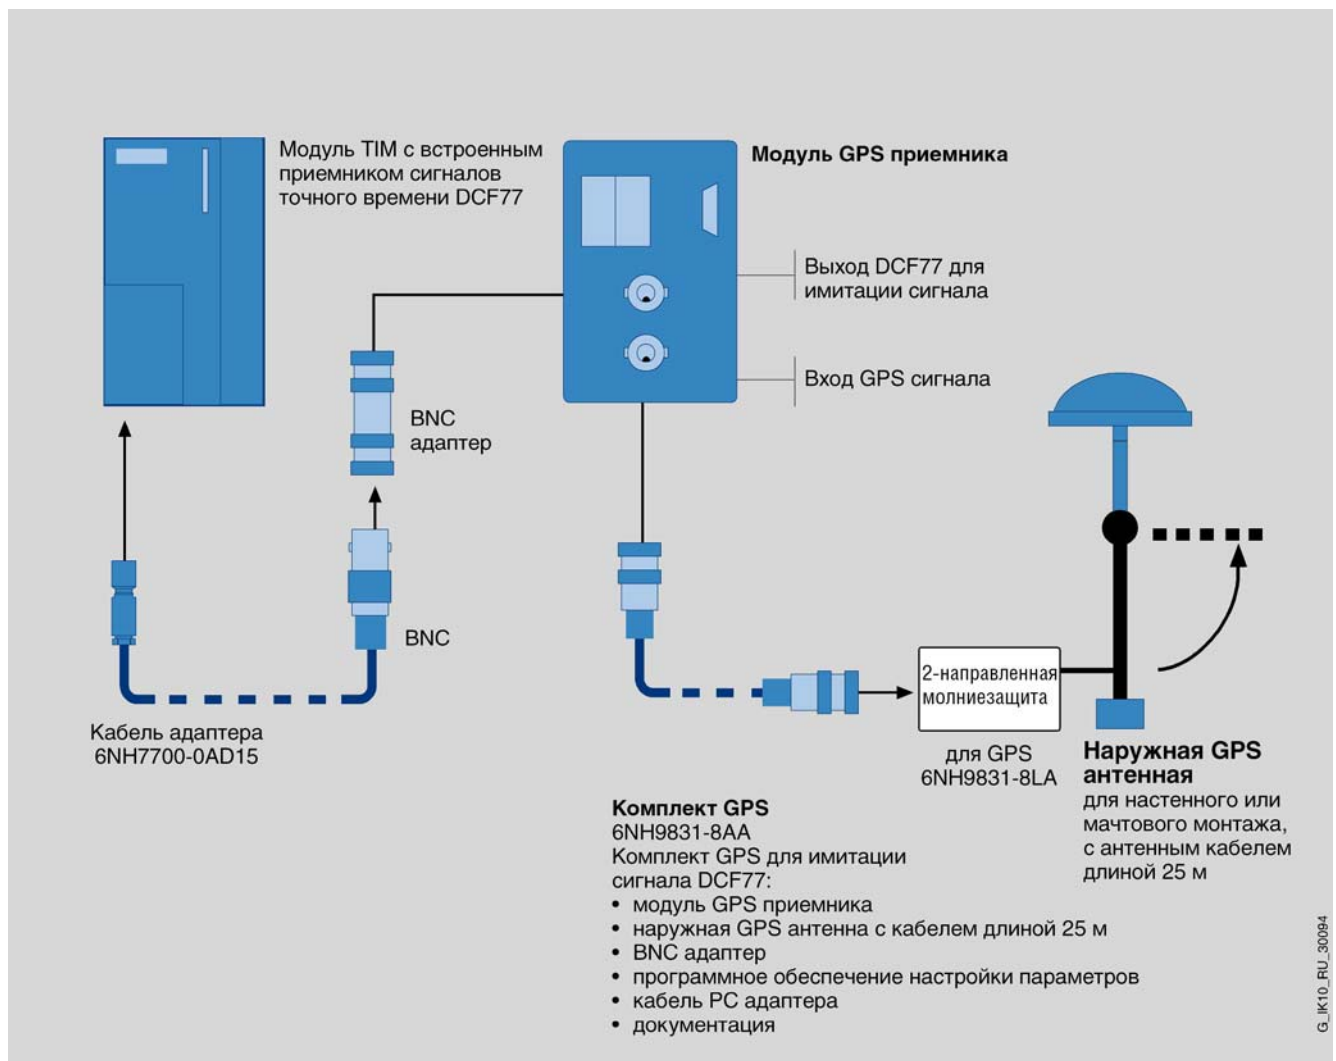 Модуль TIM с встроенным
приемником сигналов
точного времени DCF77
Модуль GPS приемника
Выход DCF77 для
имитации сигнала
Вход GPS сигнала
BNC
адаптер
BNC
Кабель адаптера
6NH7700-0AD15
2-направленная
молниезащита
для GPS
6NH9831-8LA
Наружная GPS
антенная
для настенного или
мачтового монтажа,
с антенным кабелем
длиной 25 м
Комплект GPS
6NH9831-8AA
Комплект GPS для имитации
сигнала DCF77:
• модуль GPS приемника
• наружная GPS антенна с кабелем длиной 25 м
• BNC адаптер
• программное обеспечение настройки параметров
• кабель PC адаптера
• документация
G_IK10_RU_30094